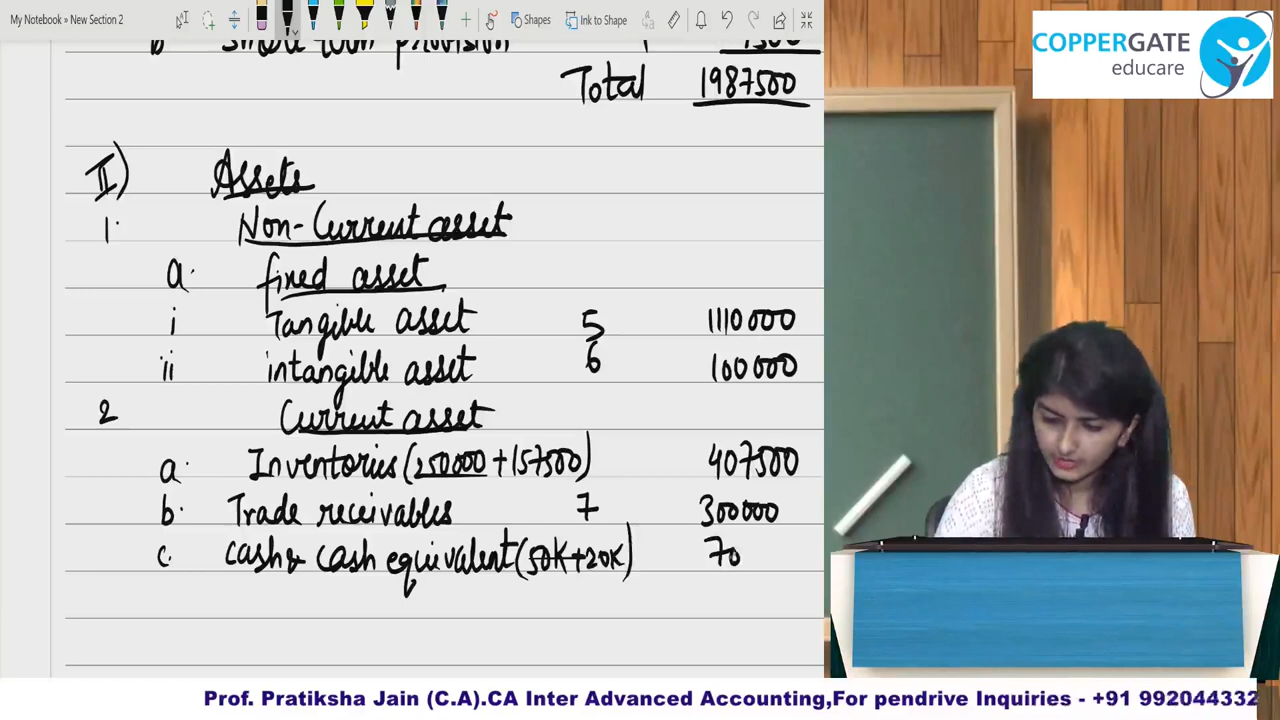 My Notebook » New Section 2
Shapes
Ink to Shape
COPPERGATE
educare
b provision
Total 1987500
II) Assets
1. Non-Current asset
a. fixed asset
i Tangible asset 5 1110000
ii intangible asset 6 100000
2 Current asset
a. Inventories (250000+157500) 407500
b. Trade receivables 7 300000
c. cash & cash equivalent (50K+20K) 70
Prof. Pratiksha Jain (C.A).CA Inter Advanced Accounting,For pendrive Inquiries - +91 992044332